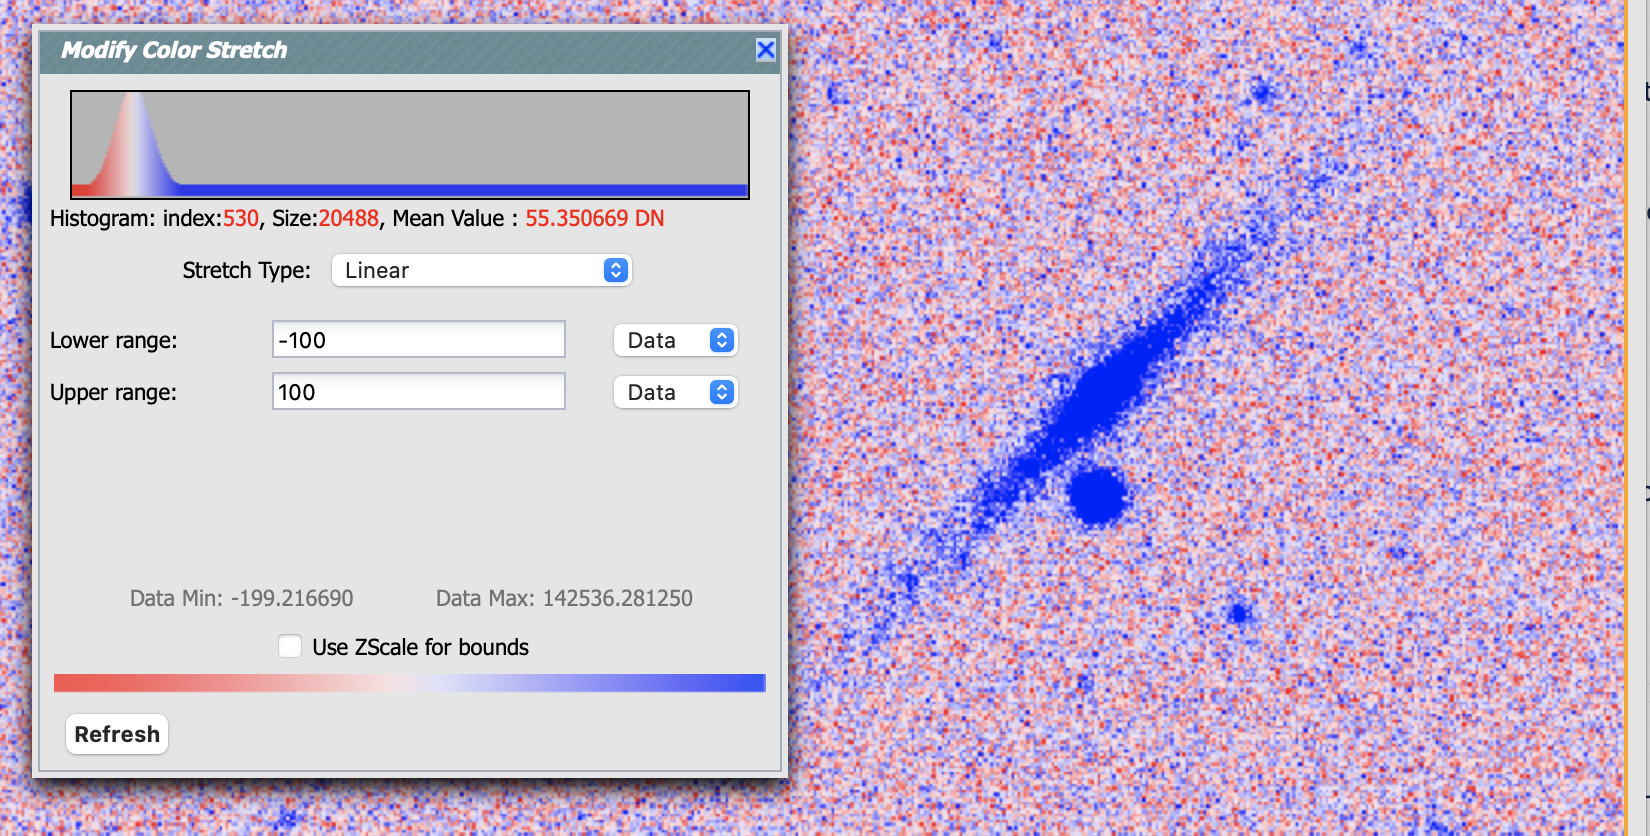 Modify Color Stretch
Histogram: index:530, Size:20488, Mean Value : 55.350669 DN
Stretch Type: Linear
Lower range: -100 Data
Upper range: 100 Data
Data Min: -199.216690 Data Max: 142536.281250
Use ZScale for bounds
Refresh